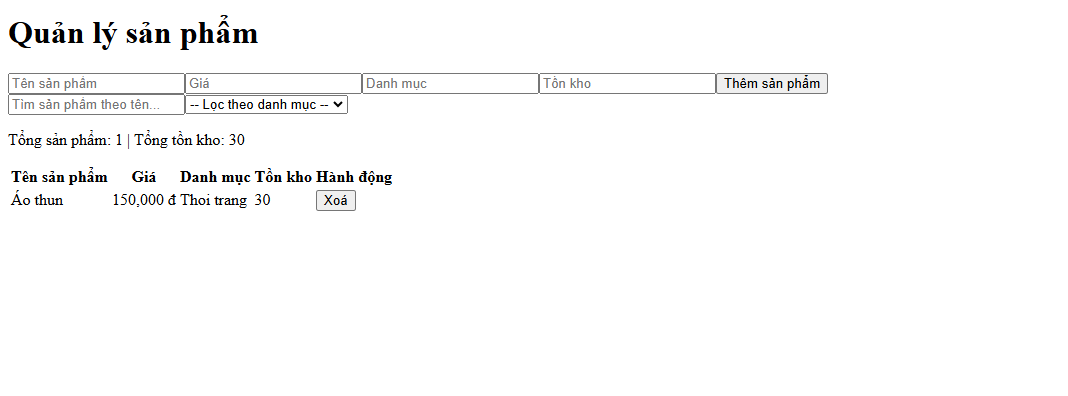 Quản lý sản phẩm
Tên sản phẩm Giá Danh mục Tồn kho Thêm sản phẩm
Tìm sản phẩm theo tên... -- Lọc theo danh mục --
Tổng sản phẩm: 1 | Tổng tồn kho: 30
Tên sản phẩm Giá Danh mục Tồn kho Hành động
Áo thun 150,000 đ Thoi trang 30 Xoá